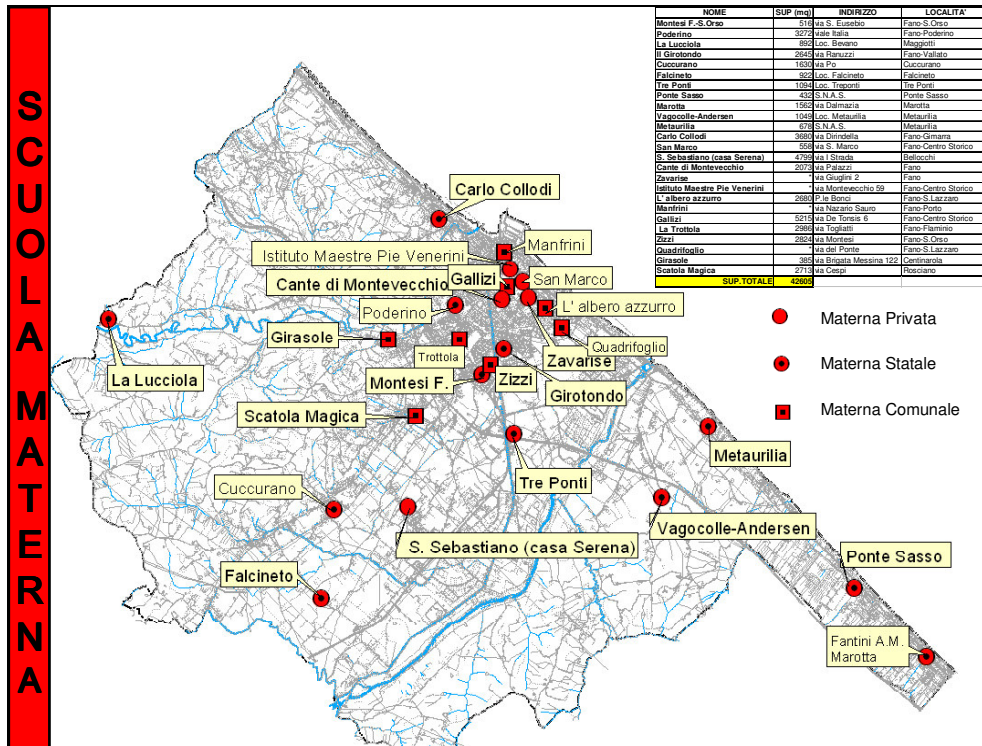 SCUOLA MATERNA
NOME SUP (mq) INDIRIZZO LOCALITA'
Montesi F.-S.Orso 516 via S. Eusebio Fano-S.Orso
Poderino 3272 viale Italia Fano-Poderino
La Lucciola 892 Loc. Bevano Maggiotti
Il Girotondo 2645 via Ranuzzi Fano-Vallato
Cuccurano 1630 via Po Cuccurano
Falcineto 922 Loc. Falcineto Falcineto
Tre Ponti 1094 Loc. Treponti Tre Ponti
Ponte Sasso 432 S.N.A.S. Ponte Sasso
Marotta 1562 via Dalmazia Marotta
Vagocolle-Andersen 1049 Loc. Metaurilia Metaurilia
Metaurilia 678 S.N.A.S. Metaurilia
Carlo Collodi 3680 via Dirindella Fano-Gimarra
San Marco 558 via S. Marco Fano-Centro Storico
S. Sebastiano (casa Serena) 4799 via I Strada Bellocchi
Cante di Montevecchio 2073 via Palazzi Fano
Zavarise * via Giuglini 2 Fano
Istituto Maestre Pie Venerini * via Montevecchio 59 Fano-Centro Storico
L' albero azzurro 2680 P.le Bonci Fano-S.Lazzaro
Manfrini * via Nazario Sauro Fano-Porto
Gallizi 5215 via De Tonsis 6 Fano-Centro Storico
La Trottola 2986 via Togliatti Fano-Flaminio
Zizzi 2824 via Montesi Fano-S.Orso
Quadrifoglio * via del Ponte Fano-S.Lazzaro
Girasole 385 via Brigata Messina 122 Centinarola
Scatola Magica 2713 via Cespi Rosciano
SUP.TOTALE 42605
Carlo Collodi
Manfrini
Istituto Maestre Pie Venerini
Gallizi
San Marco
Cante di Montevecchio
Poderino
L' albero azzurro
Girasole
Trottola
Quadrifoglio
Zavarise
La Lucciola
Montesi F.
Zizzi
Girotondo
Scatola Magica
Metaurilia
Tre Ponti
Cuccurano
Vagocolle-Andersen
S. Sebastiano (casa Serena)
Ponte Sasso
Falcineto
Fantini A.M.
Marotta
Materna Privata
Materna Statale
Materna Comunale